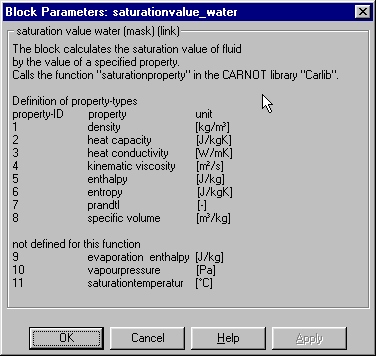 Block Parameters: saturationvalue_water
saturation value water (mask) (link)
The block calculates the saturation value of fluid
by the value of a specified property.
Calls the function "saturationproperty" in the CARNOT library "Carlib".
Definition of property-types
property-ID property unit
1 density [kg/m³]
2 heat capacity [J/kgK]
3 heat conductivity [W/mK]
4 kinematic viscosity [m²/s]
5 enthalpy [J/kg]
6 entropy [J/kgK]
7 prandtl [-]
8 specific volume [m³/kg]
not defined for this function
9 evaporation enthalpy [J/kg]
10 vapourpressure [Pa]
11 saturationtemperatur [°C]
OK Cancel Help Apply